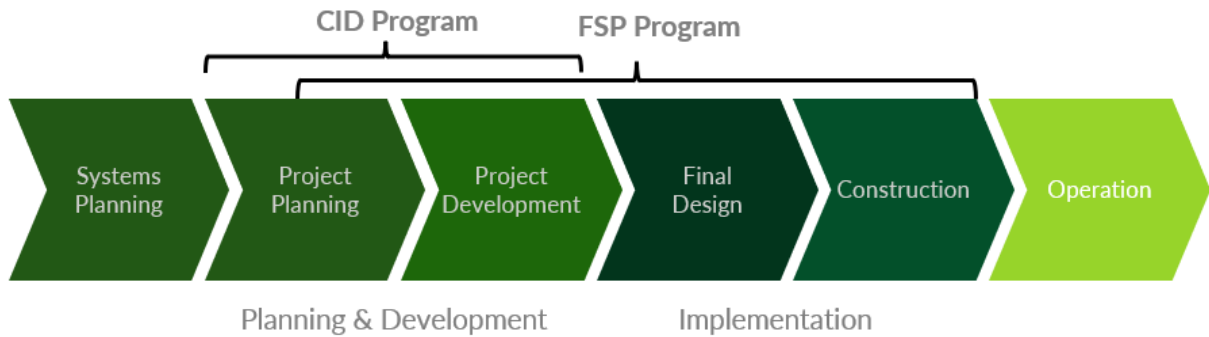 CID Program
FSP Program
Systems
Planning
Project
Planning
Project
Development
Final
Design
Construction
Operation
Planning & Development
Implementation